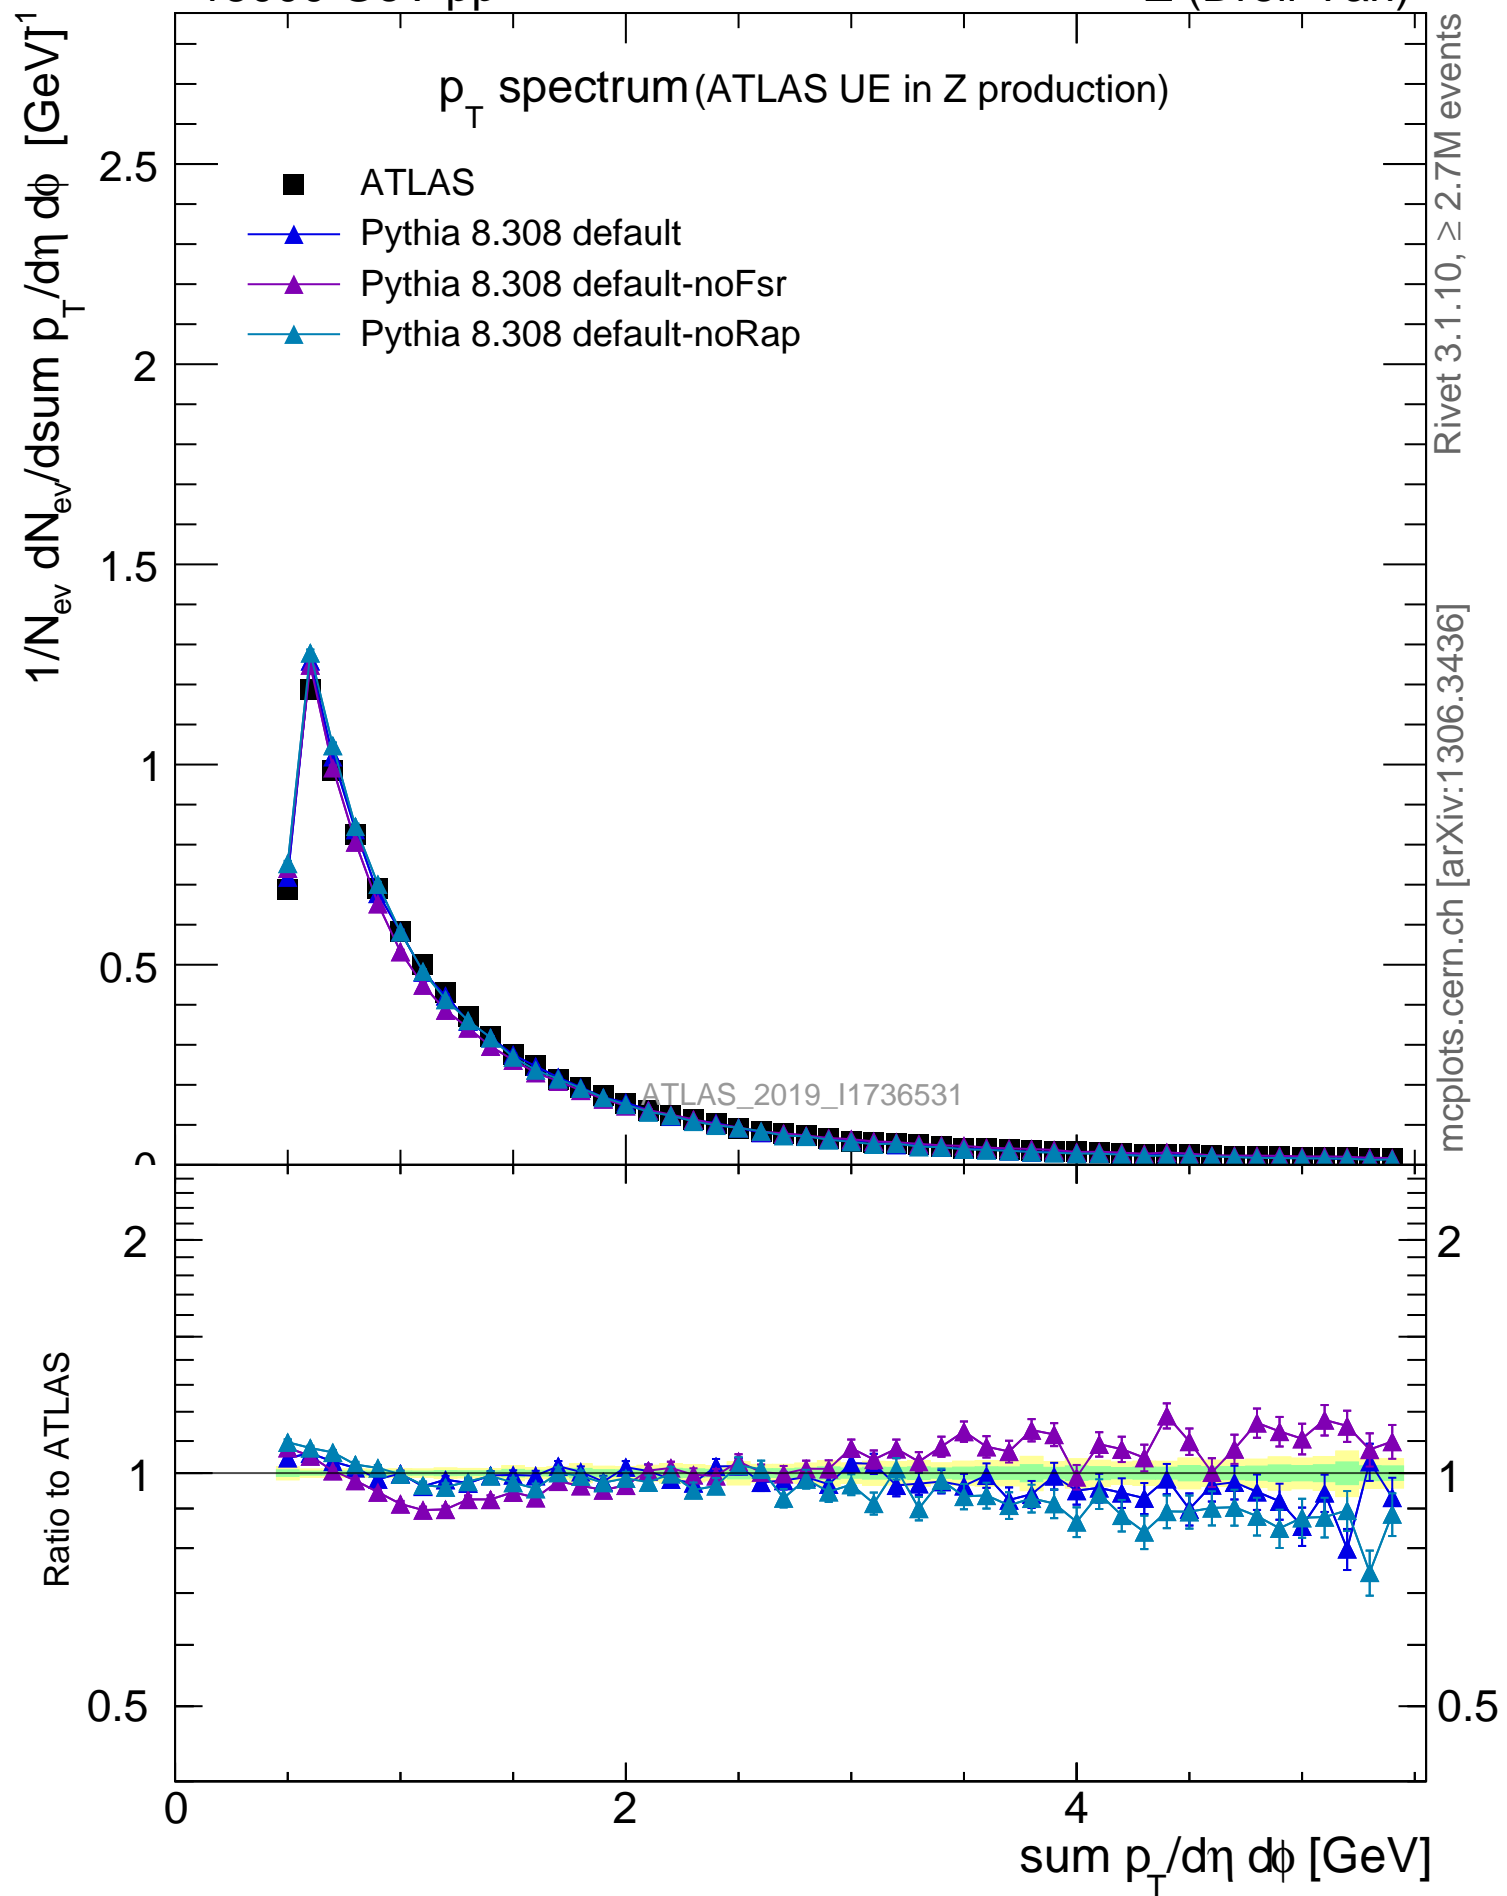 p_T spectrum (ATLAS UE in Z production)
ATLAS
Pythia 8.308 default
Pythia 8.308 default-noFsr
Pythia 8.308 default-noRap
1/N_ev dN_ev/dsum p_T/dη dϕ [GeV]^-1
2.5
2
1.5
1
0.5
0
ATLAS_2019_I1736531
Rivet 3.1.10, ≥ 2.7M events
mcplots.cern.ch [arXiv:1306.3436]
Ratio to ATLAS
2
1
0.5
2
1
0.5
0
2
4
sum p_T/dη dϕ [GeV]